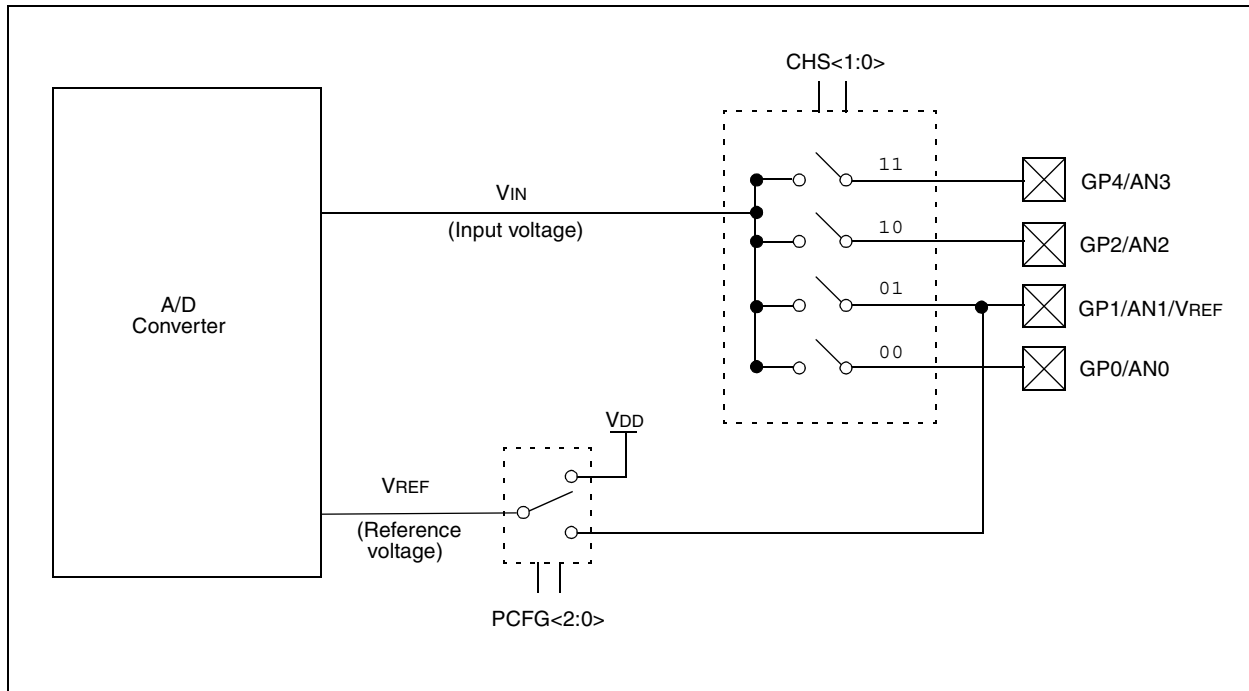 CHS<1:0>
11
GP4/AN3
VIN
(Input voltage)
10
GP2/AN2
A/D
Converter
01
GP1/AN1/VREF
00
GP0/AN0
VDD
VREF
(Reference
voltage)
PCFG<2:0>